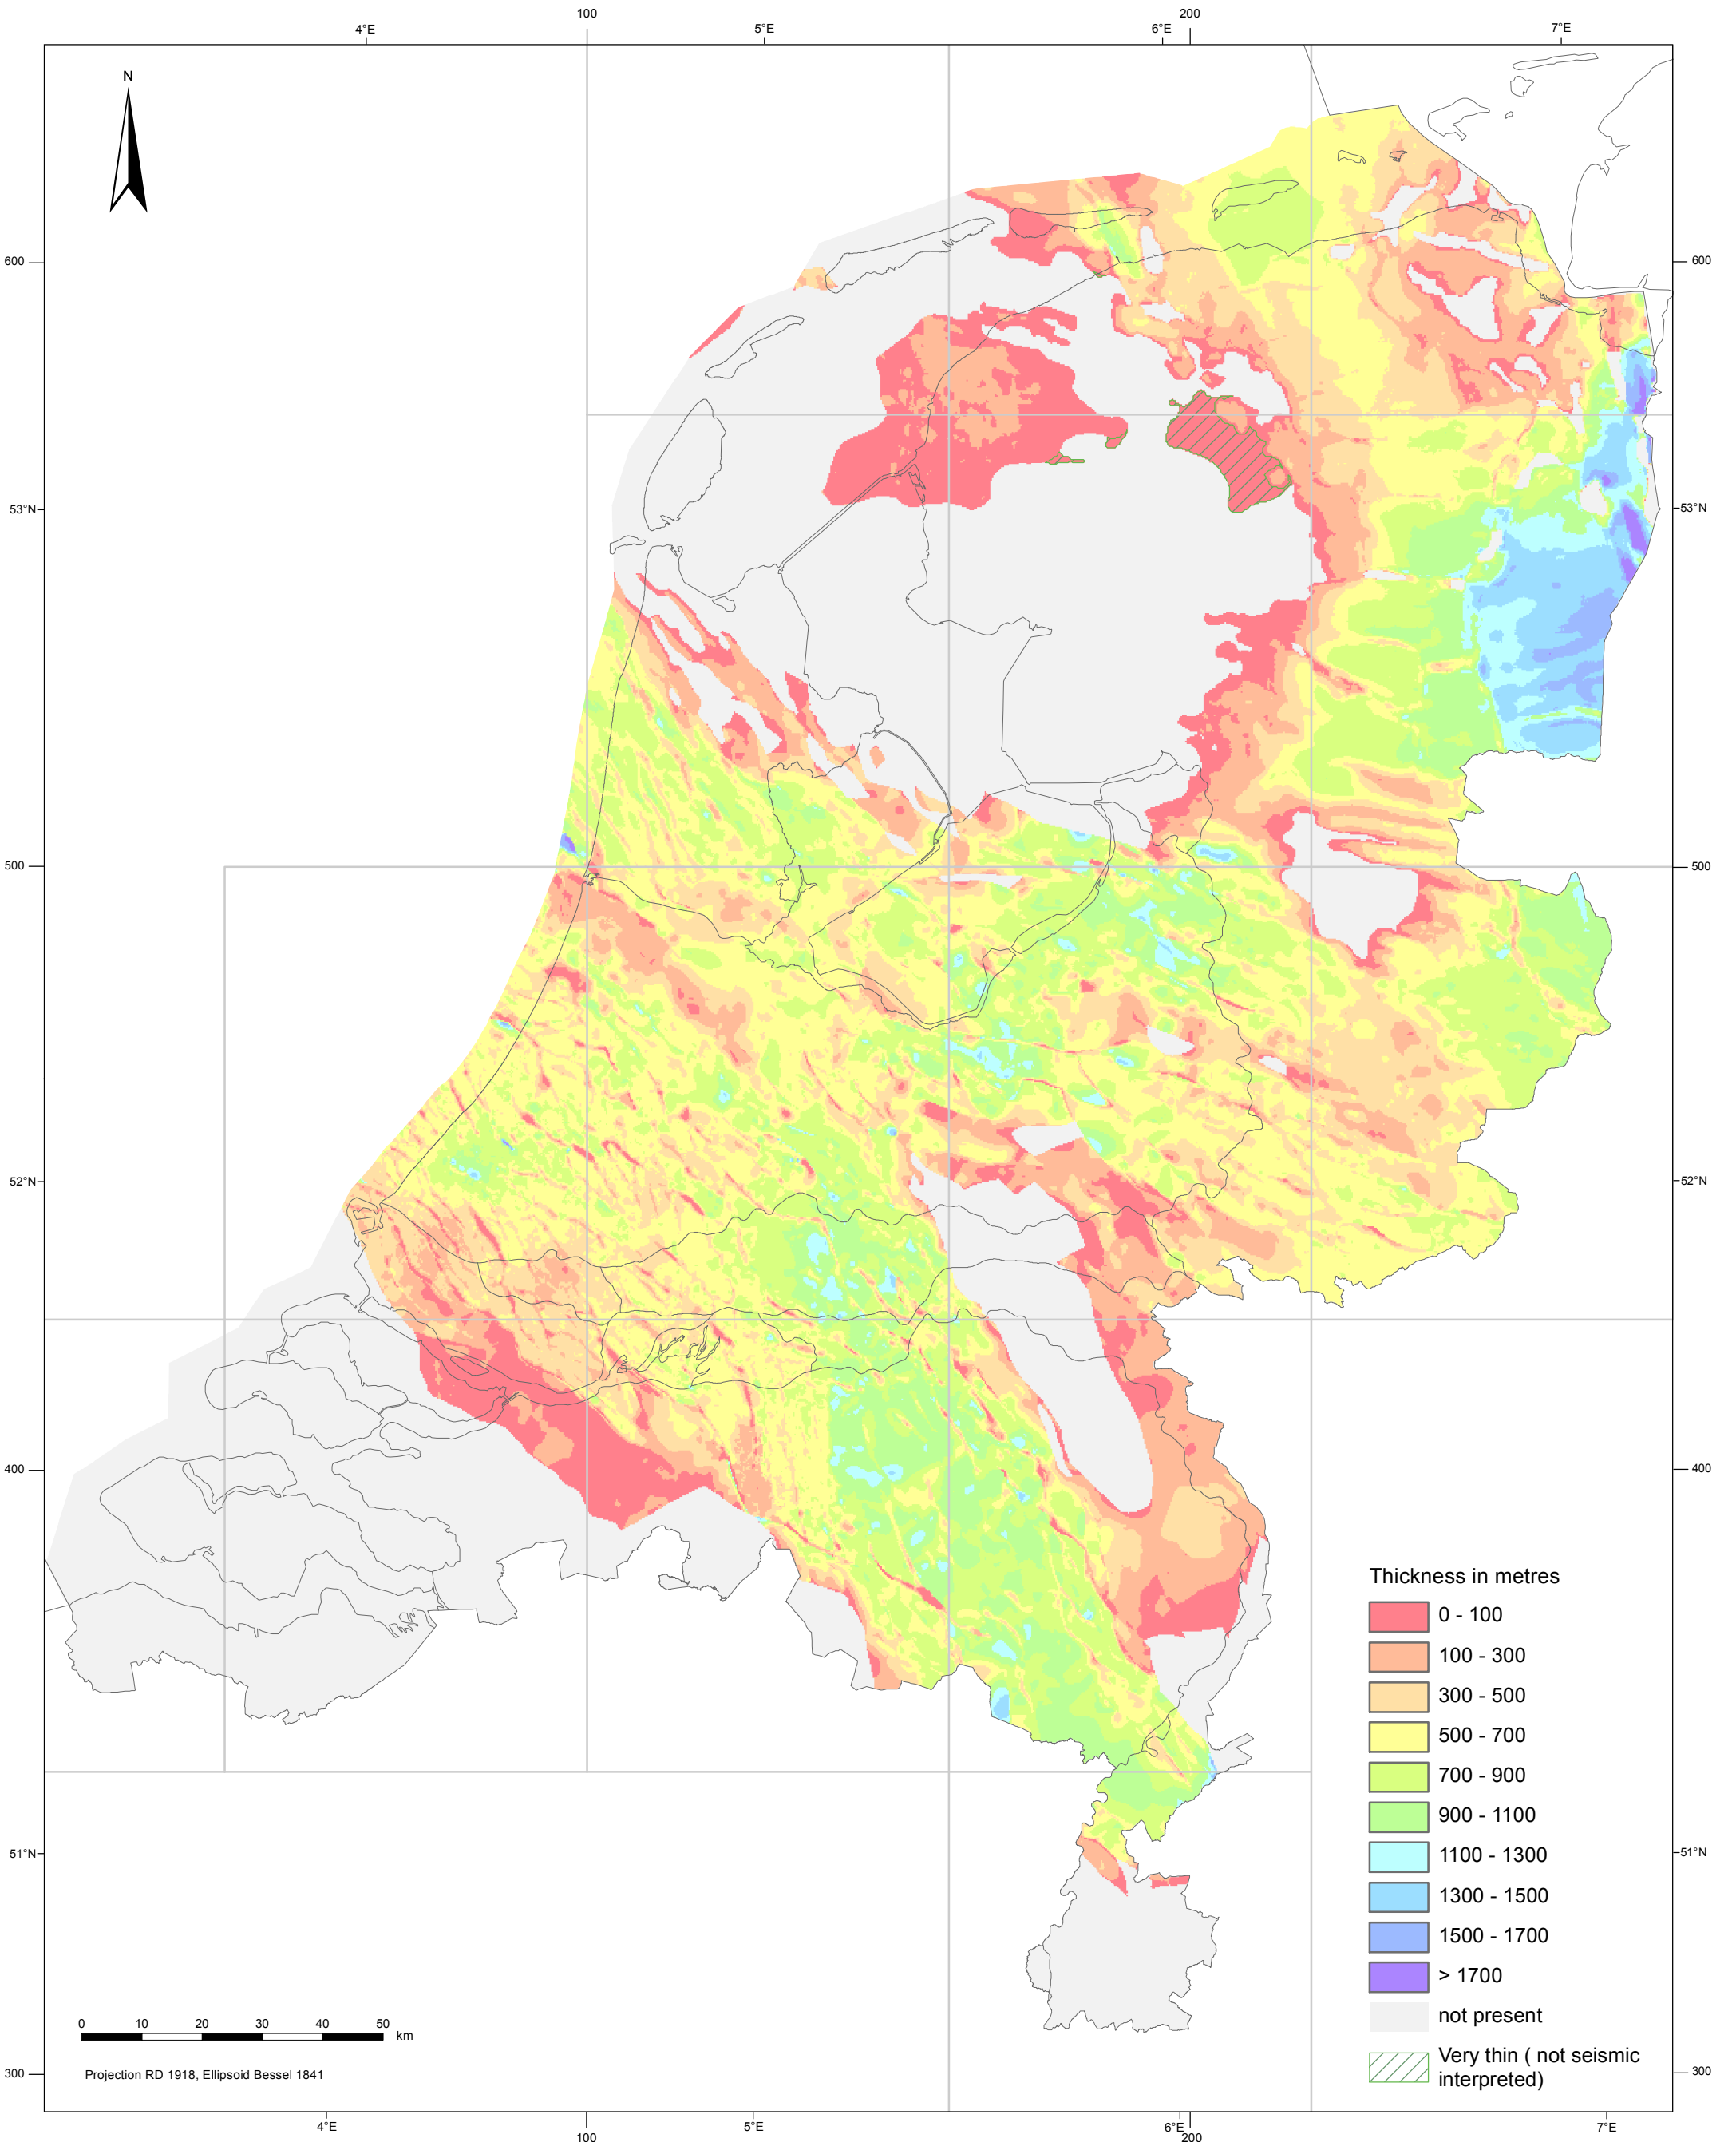 100
200
4°E
5°E
6°E
7°E
N
600
600
53°N
53°N
500
500
52°N
52°N
400
400
Thickness in metres
0 - 100
100 - 300
300 - 500
500 - 700
700 - 900
900 - 1100
51°N
51°N
1100 - 1300
1300 - 1500
1500 - 1700
> 1700
not present
0 10 20 30 40 50
km
Very thin ( not seismic
interpreted)
Projection RD 1918, Ellipsoid Bessel 1841
300
300
4°E
5°E
6°E
7°E
100
200